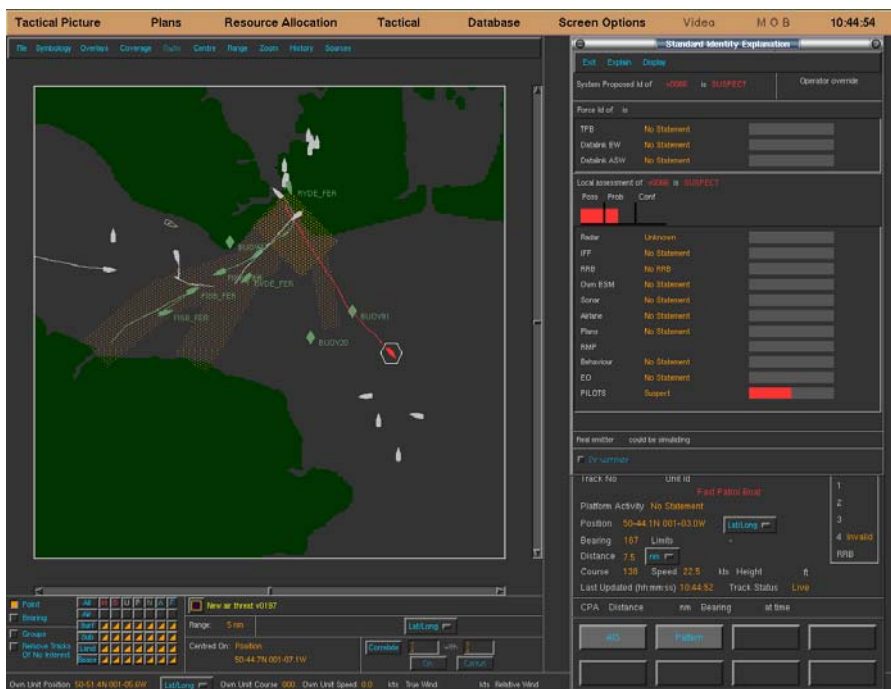 Tactical Picture Plans Resource Allocation Tactical Database Screen Options Video M O B 10:44:54
File Symbology Overlays Coverage Centre Range Zoom History Sources
Standard Identity Explanation
Exit Explain Display
System Proposed Id of v0066 is SUSPECT Operator override
Force Id of is
TPB No Statement
Datalink EW No Statement
Datalink ASW No Statement
Local assessment of v0066 is SUSPECT
Poss Prob Conf
Radar Unknown
IFF No Statement
RRB No RRB
Own ESM No Statement
Sonar No Statement
Airlane No Statement
Plans No Statement
RMP
Behaviour No Statement
EO No Statement
PILOTS Suspect
Real emitter could be simulating
RYDE_FER
RYDE_FER
FISB_FER
FISB_FER
BUOY81
BUOY20
Track No Unit Id
Fast Patrol Boat
Platform Activity No Statement
Position 50-44.1N 001-03.0W Lat/Long
Bearing 167 Limits -
Distance 7.5 nm
Course 138 Speed 22.5 kts Height ft
Last Updated (hh:mm:ss) 10:44:52 Track Status Live
1
2
3
4 Invalid
RRB
CPA Distance nm Bearing at time
AIS Pattern
Point
Bearing
Groups
Remove Tracks Of No Interest
All H S U P N A F
Air
Surf
Sub
Land
Space
New air threat v0197
Range: 5 nm Lat/Long
Centred On: Position
50-44.7N 001-07.1W
Correlate with
Cancel
Own Unit Position 50-51.4N 001-05.6W Lat/Long Own Unit Course 000 Own Unit Speed 0.0 kts True Wind kts Relative Wind